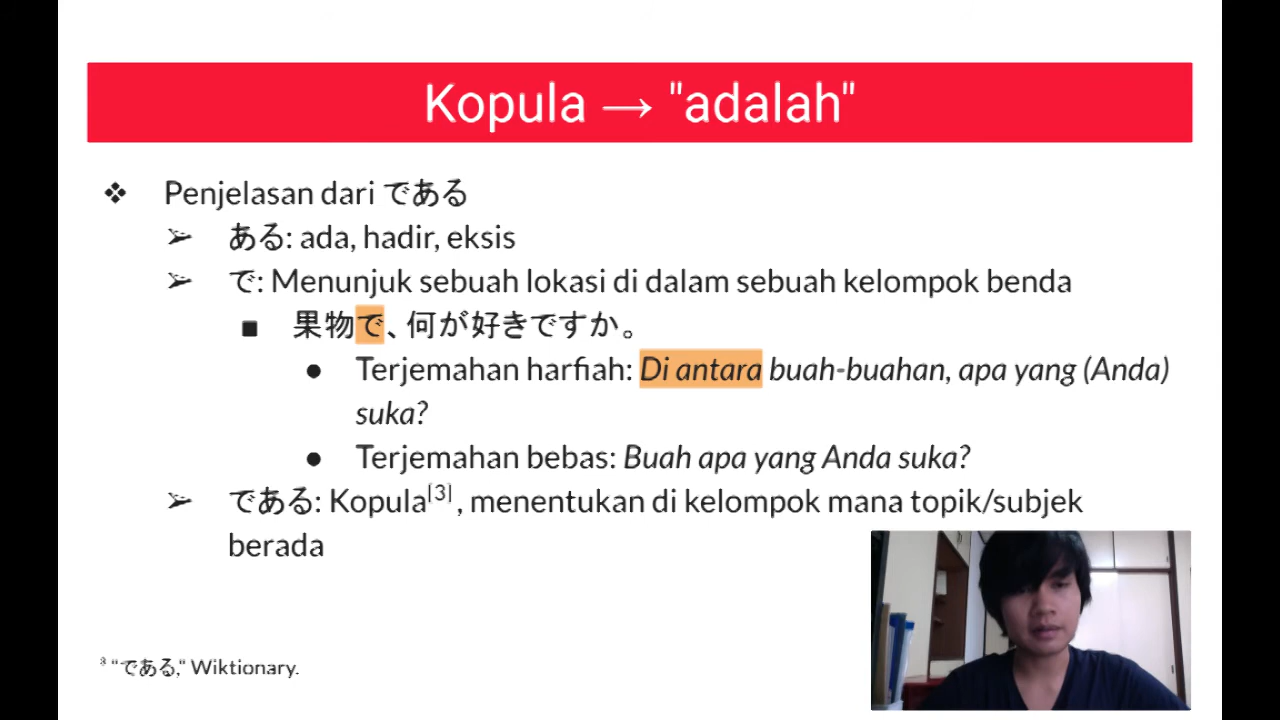 Kopula → "adalah"
❖ Penjelasan dari である
➢ ある: ada, hadir, eksis
➢ で: Menunjuk sebuah lokasi di dalam sebuah kelompok benda
■ 果物で、何が好きですか。
● Terjemahan harfiah: Di antara buah-buahan, apa yang (Anda)
suka?
● Terjemahan bebas: Buah apa yang Anda suka?
➢ である: Kopula[3], menentukan di kelompok mana topik/subjek
berada
3 "である," Wiktionary.